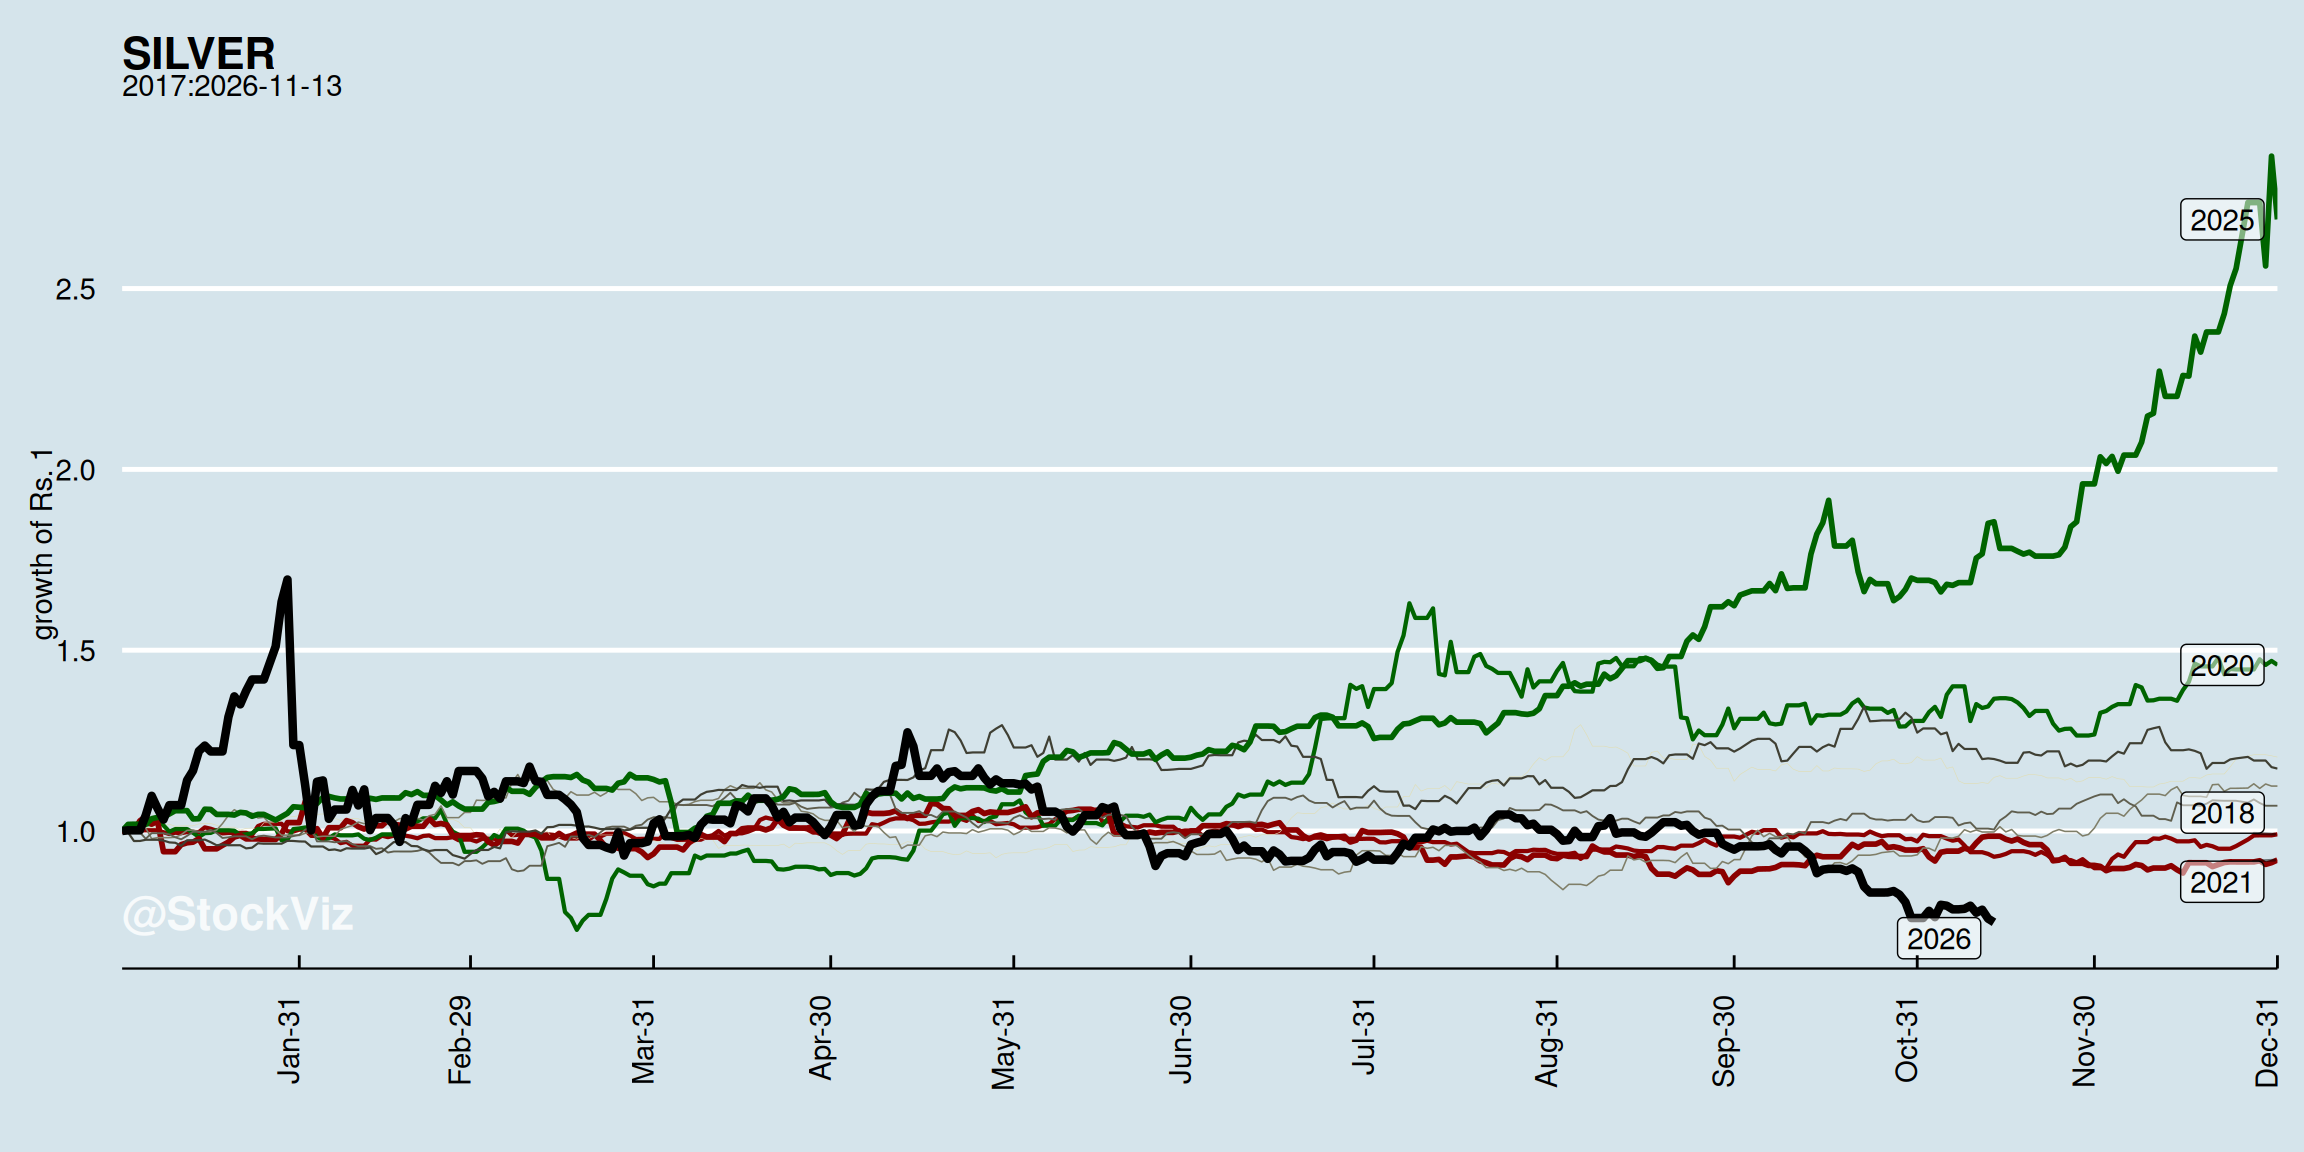 SILVER
2017:2026-11-13
growth of Rs. 1
2.5
2.0
1.5
1.0
2025
2020
2018
2021
2026
@StockViz
Jan-31
Feb-29
Mar-31
Apr-30
May-31
Jun-30
Jul-31
Aug-31
Sep-30
Oct-31
Nov-30
Dec-31